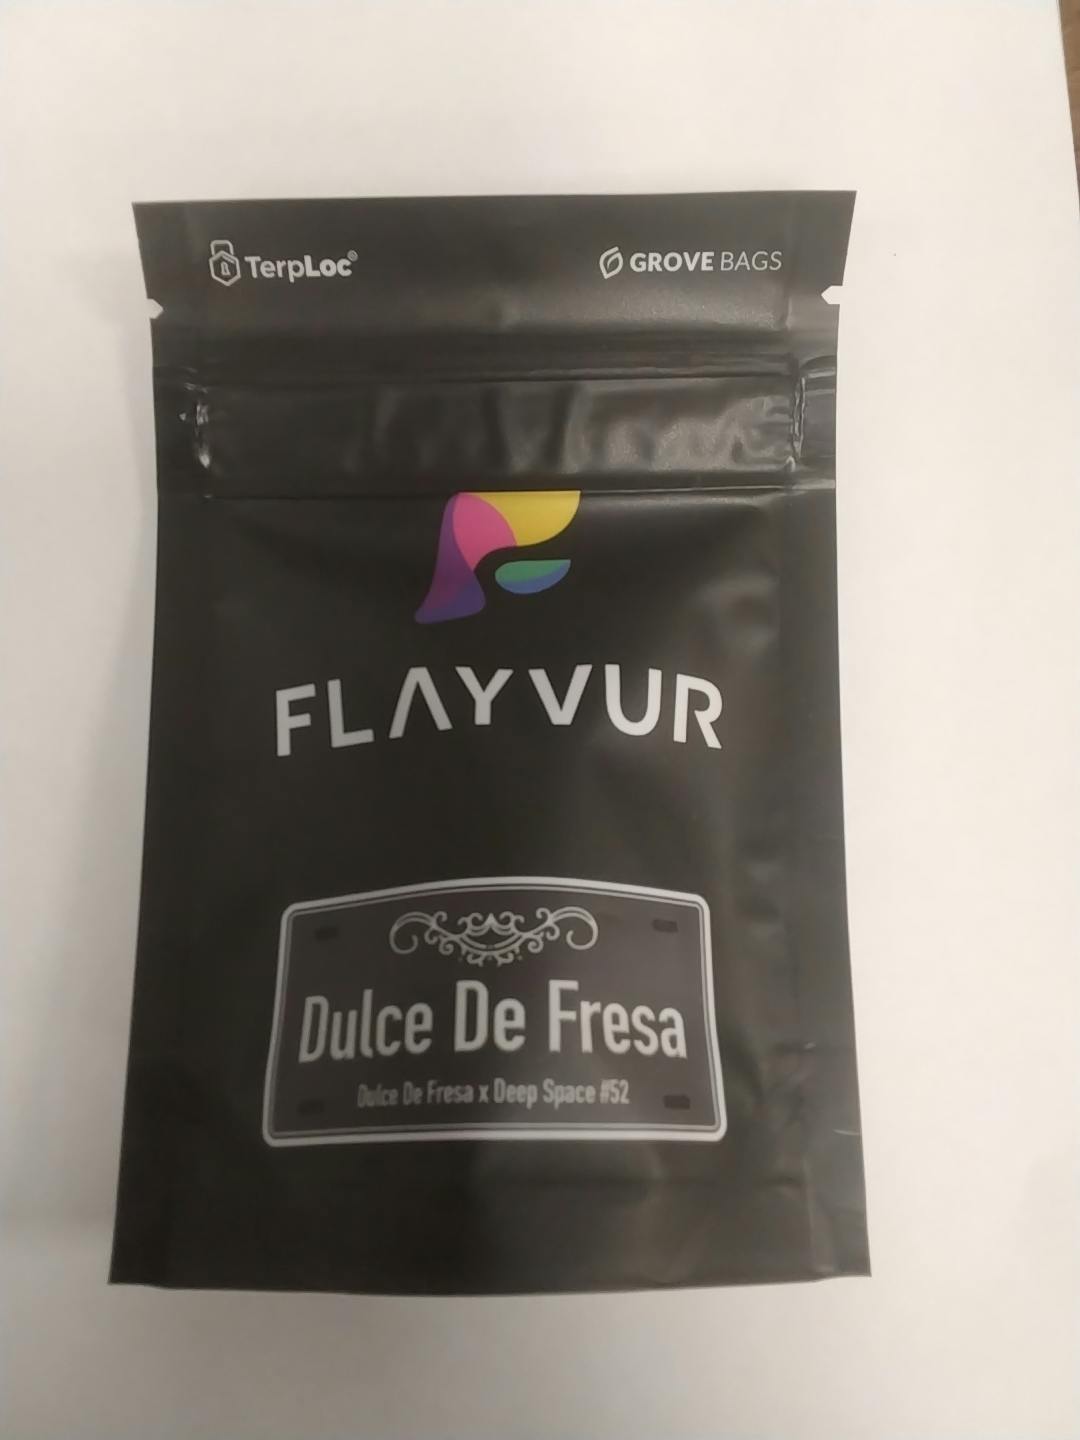 TerpLoc®
GROVE BAGS
FLAYVUR
Dulce De Fresa
Dulce De Fresa x Deep Space #52